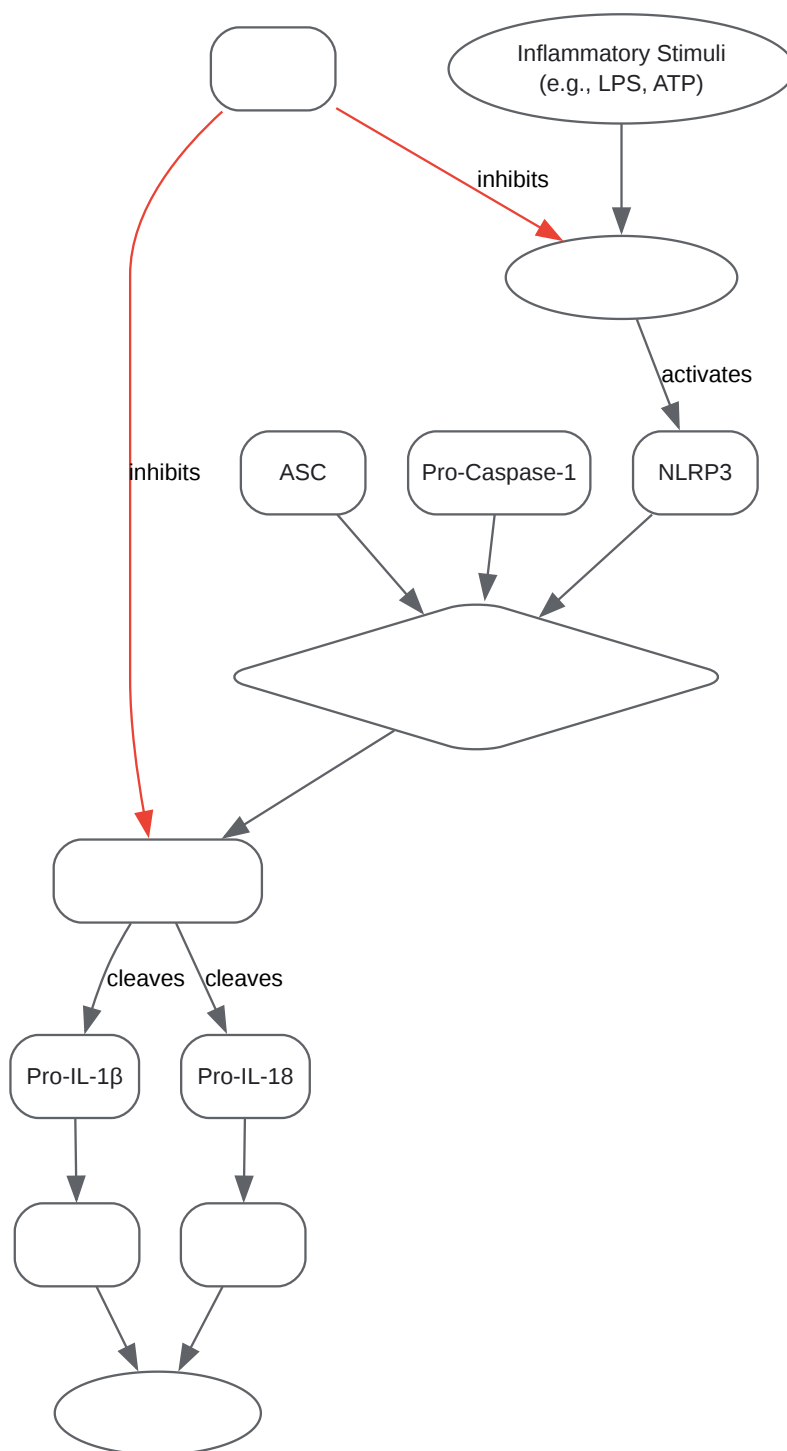 Inflammatory Stimuli
(e.g., LPS, ATP)
inhibits
activates
inhibits
ASC
Pro-Caspase-1
NLRP3
cleaves
cleaves
Pro-IL-1β
Pro-IL-18